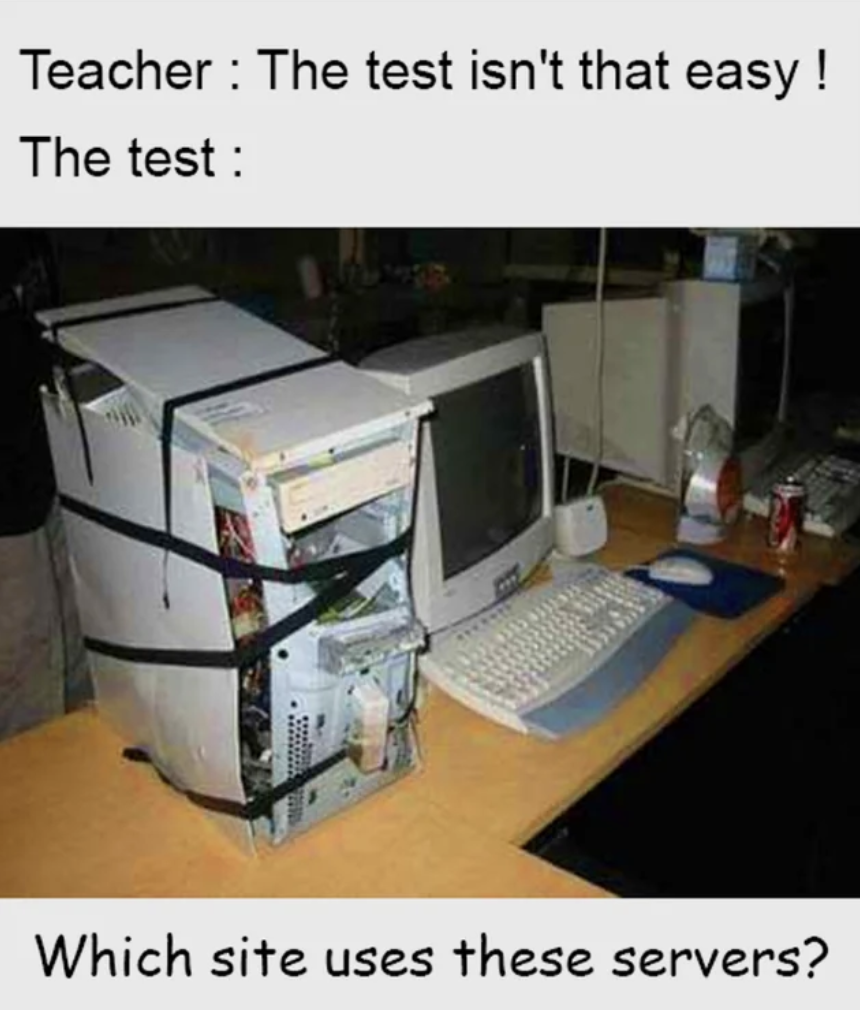 Teacher : The test isn't that easy !
The test :
Which site uses these servers?